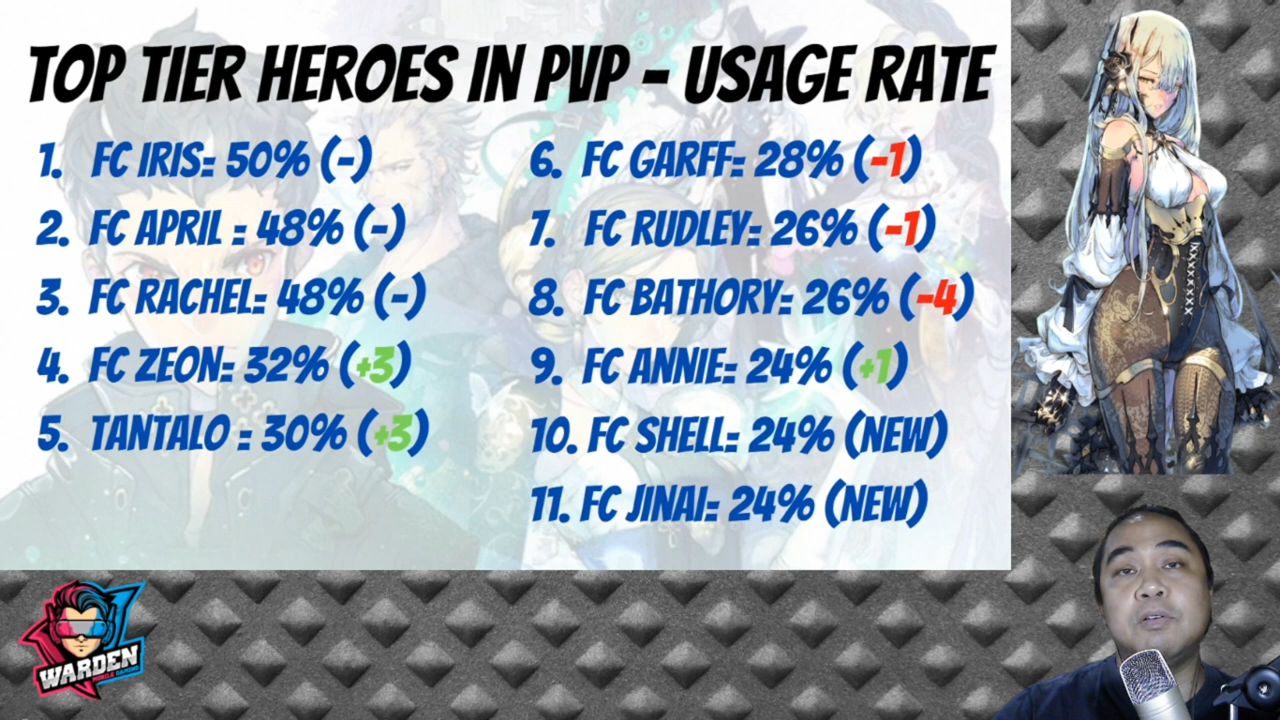 TOP TIER HEROES IN PVP - USAGE RATE
1. FC IRIS= 50% (-)
2. FC APRIL = 48% (-)
3. FC RACHEL= 48% (-)
4. FC ZEON= 32% (+3)
5. TANTALO = 30% (+3)
6. FC GARFF= 28% (-1)
7. FC RUDLEY= 26% (-1)
8. FC BATHORY= 26% (-4)
9. FC ANNIE= 24% (+1)
10. FC SHELL= 24% (NEW)
11. FC JINAI= 24% (NEW)
WARDEN
MOBILE GAMING